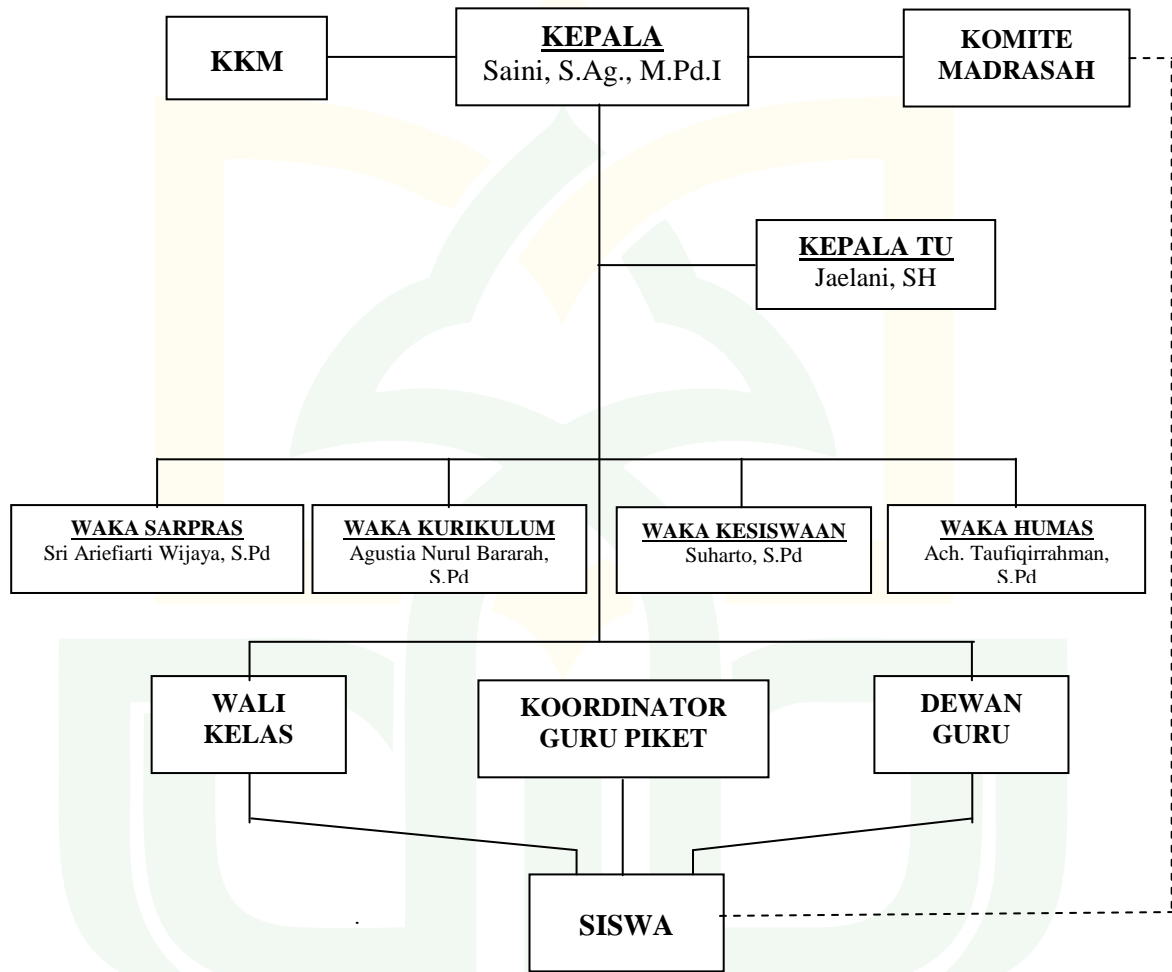 KKM
KEPALA
Saini, S.Ag., M.Pd.I
KOMITE
MADRASAH
KEPALA TU
Jaelani, SH
WAKA SARPRAS
Sri Ariefiarti Wijaya, S.Pd
WAKA KURIKULUM
Agustia Nurul Bararah,
S.Pd
WAKA KESISWAAN
Suharto, S.Pd
WAKA HUMAS
Ach. Taufiqirrahman,
S.Pd
WALI
KELAS
KOORDINATOR
GURU PIKET
DEWAN
GURU
SISWA